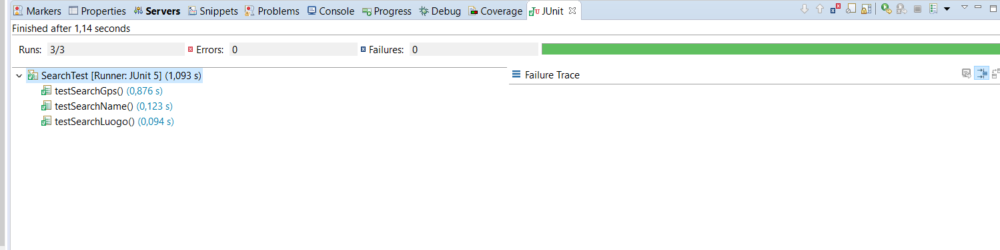 Markers Properties Servers Snippets Problems Console Progress Debug Coverage JUnit
Finished after 1,14 seconds
Runs: 3/3 Errors: 0 Failures: 0
SearchTest [Runner: JUnit 5] (1,093 s)
Failure Trace
testSearchGps() (0,876 s)
testSearchName() (0,123 s)
testSearchLuogo() (0,094 s)